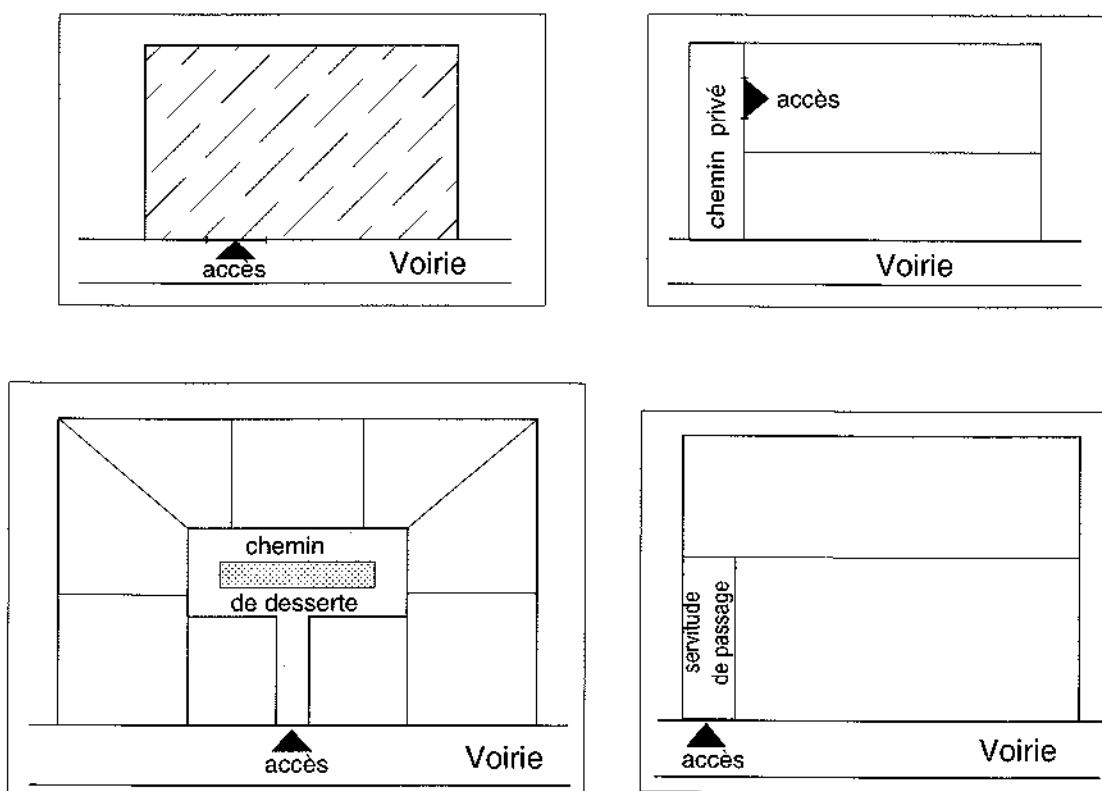 accès
Voirie
chemin privé
accès
Voirie
chemin
de desserte
accès
Voirie
servitude
de passage
accès
Voirie